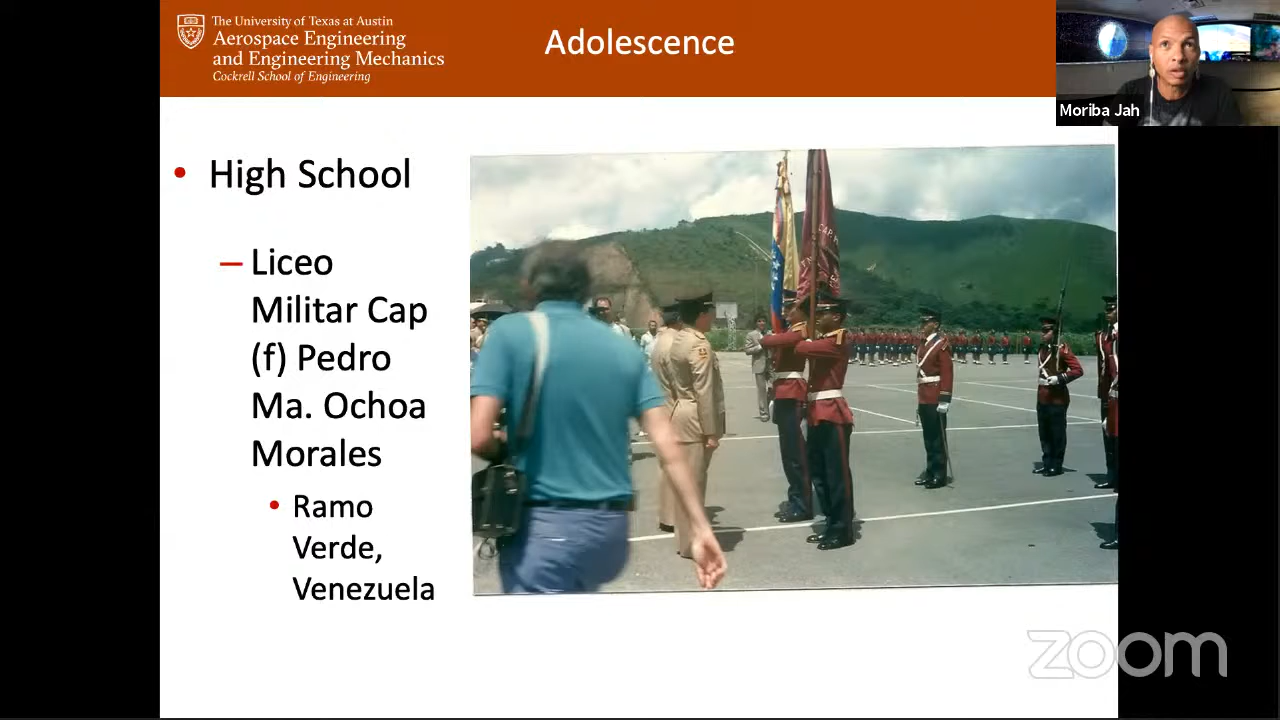 The University of Texas at Austin
Aerospace Engineering
and Engineering Mechanics
Cockrell School of Engineering
Adolescence
Moriba Jah
• High School
– Liceo
Militar Cap
(f) Pedro
Ma. Ochoa
Morales
• Ramo
Verde,
Venezuela
zoom